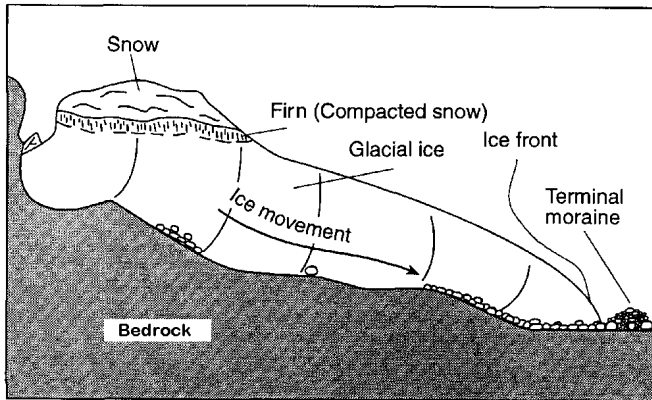 Snow
Firn (Compacted snow)
Glacial ice
Ice front
Terminal
moraine
Ice movement
Bedrock